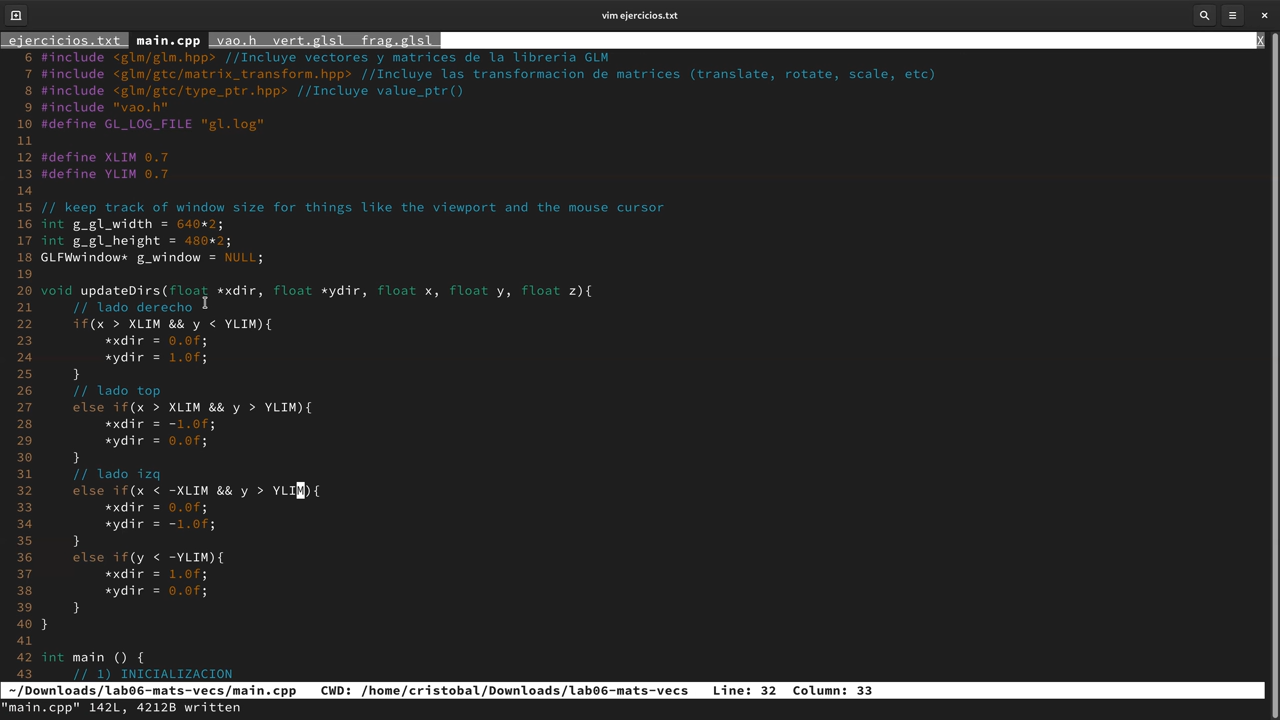 vim ejercicios.txt
ejercicios.txt main.cpp vao.h vert.glsl frag.glsl X
6 #include <glm/glm.hpp> //Incluye vectores y matrices de la libreria GLM
7 #include <glm/gtc/matrix_transform.hpp> //Incluye las transformacion de matrices (translate, rotate, scale, etc)
8 #include <glm/gtc/type_ptr.hpp> //Incluye value_ptr()
9 #include "vao.h"
10 #define GL_LOG_FILE "gl.log"
11
12 #define XLIM 0.7
13 #define YLIM 0.7
14
15 // keep track of window size for things like the viewport and the mouse cursor
16 int g_gl_width = 640*2;
17 int g_gl_height = 480*2;
18 GLFWwindow* g_window = NULL;
19
20 void updateDirs(float *xdir, float *ydir, float x, float y, float z){
21     // lado derecho
22     if(x > XLIM && y < YLIM){
23         *xdir = 0.0f;
24         *ydir = 1.0f;
25     }
26     // lado top
27     else if(x > XLIM && y > YLIM){
28         *xdir = -1.0f;
29         *ydir = 0.0f;
30     }
31     // lado izq
32     else if(x < -XLIM && y > YLIM){
33         *xdir = 0.0f;
34         *ydir = -1.0f;
35     }
36     else if(y < -YLIM){
37         *xdir = 1.0f;
38         *ydir = 0.0f;
39     }
40 }
41
42 int main () {
43     // 1) INICIALIZACION
~/Downloads/lab06-mats-vecs/main.cpp CWD: /home/cristobal/Downloads/lab06-mats-vecs Line: 32 Column: 33
"main.cpp" 142L, 4212B written